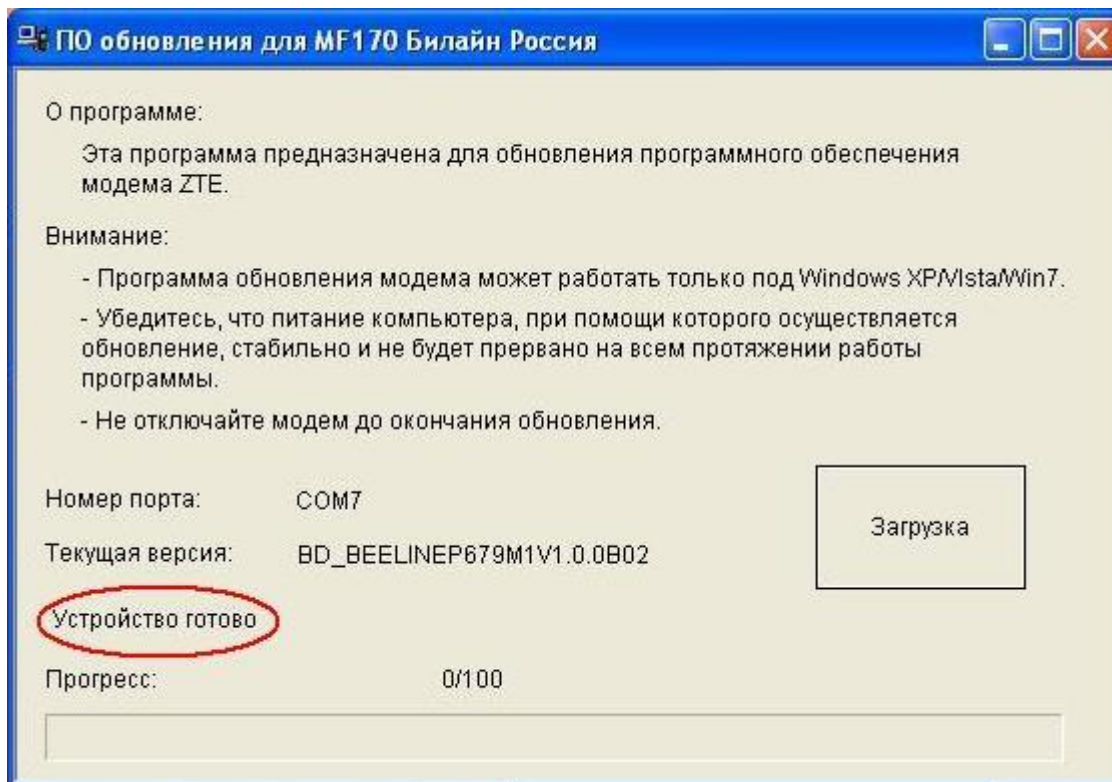 ПО обновления для MF170 Билайн Россия
О программе:
Эта программа предназначена для обновления программного обеспечения
модема ZTE.
Внимание:
- Программа обновления модема может работать только под Windows XP/VIsta/Win7.
- Убедитесь, что питание компьютера, при помощи которого осуществляется
обновление, стабильно и не будет прервано на всем протяжении работы
программы.
- Не отключайте модем до окончания обновления.
Номер порта: COM7
Загрузка
Текущая версия: BD_BEELINEP679M1V1.0.0B02
Устройство готово
Прогресс: 0/100